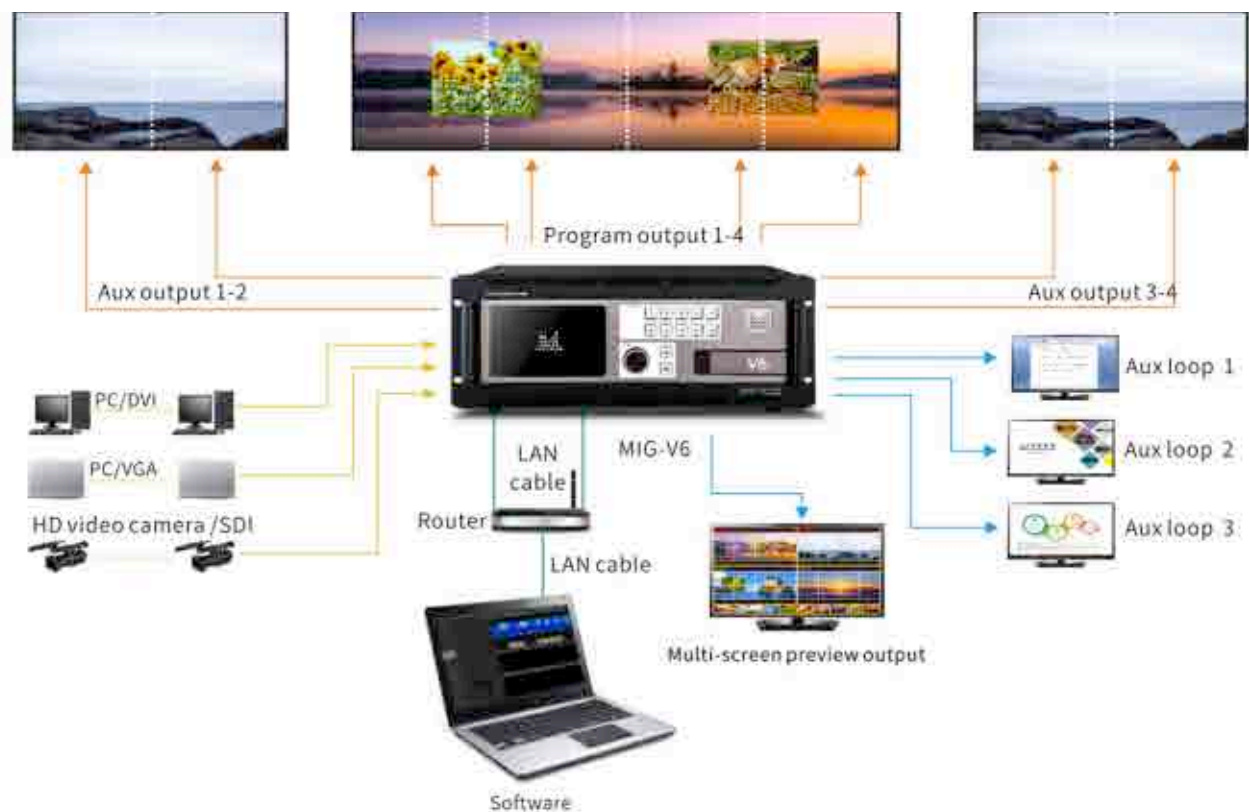 Program output 1-4
Aux output 1-2
Aux output 3-4
V6
Aux loop 1
PC/DVI
MIG-V6
LAN
cable
Aux loop 2
PC/VGA
Router
HD video camera /SDI
Aux loop 3
LAN cable
Multi-screen preview output
Software